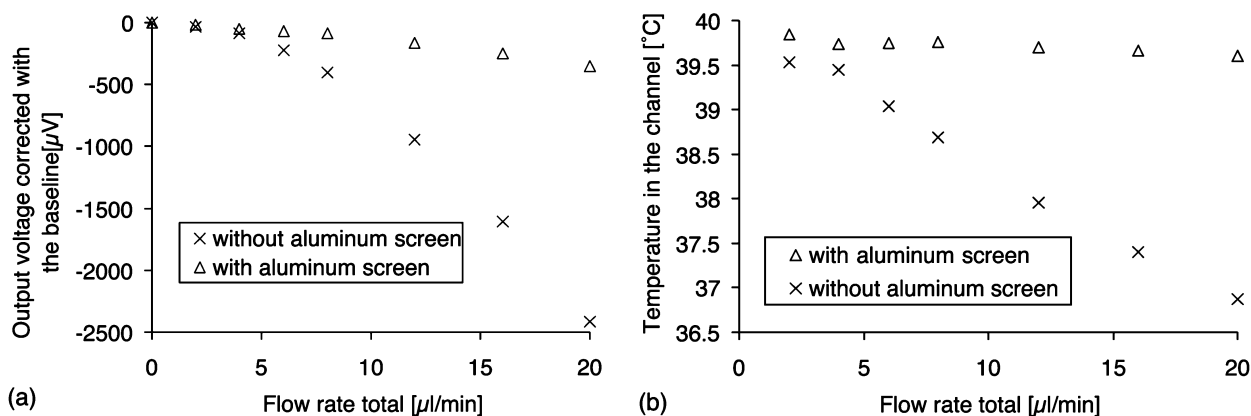 Output voltage corrected with
the baseline[µV]
0
-500
-1000
-1500
-2000
-2500
× without aluminum screen
△ with aluminum screen
0 5 10 15 20
Flow rate total [µl/min]
(a)
Temperature in the channel [˚C]
40
39.5
39
38.5
38
37.5
37
36.5
△ with aluminum screen
× without aluminum screen
0 5 10 15 20
Flow rate total [µl/min]
(b)